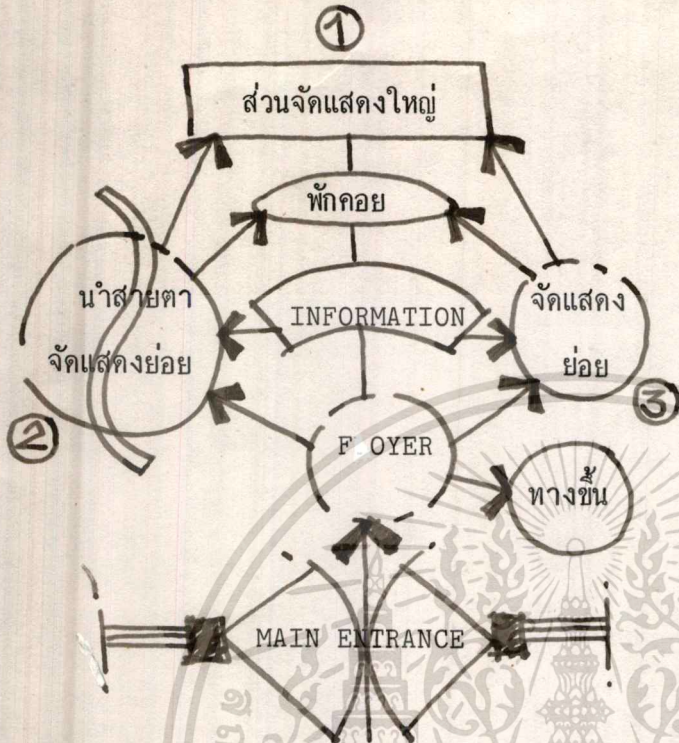 ①
ส่วนจัดแสดงใหญ่
พักคอย
นำสายตา
จัดแสดงย่อย
INFORMATION
จัดแสดง
ย่อย
②
③
F OYER
ทางขึ้น
MAIN ENTRANCE